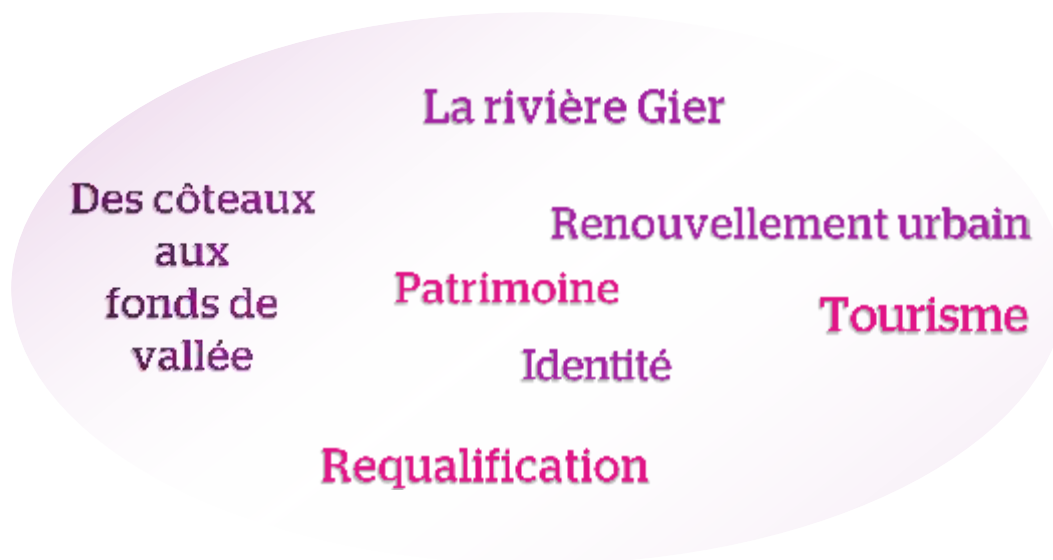 La rivière Gier
Des côteaux
aux
fonds de
vallée
Renouvellement urbain
Patrimoine
Tourisme
Identité
Requalification